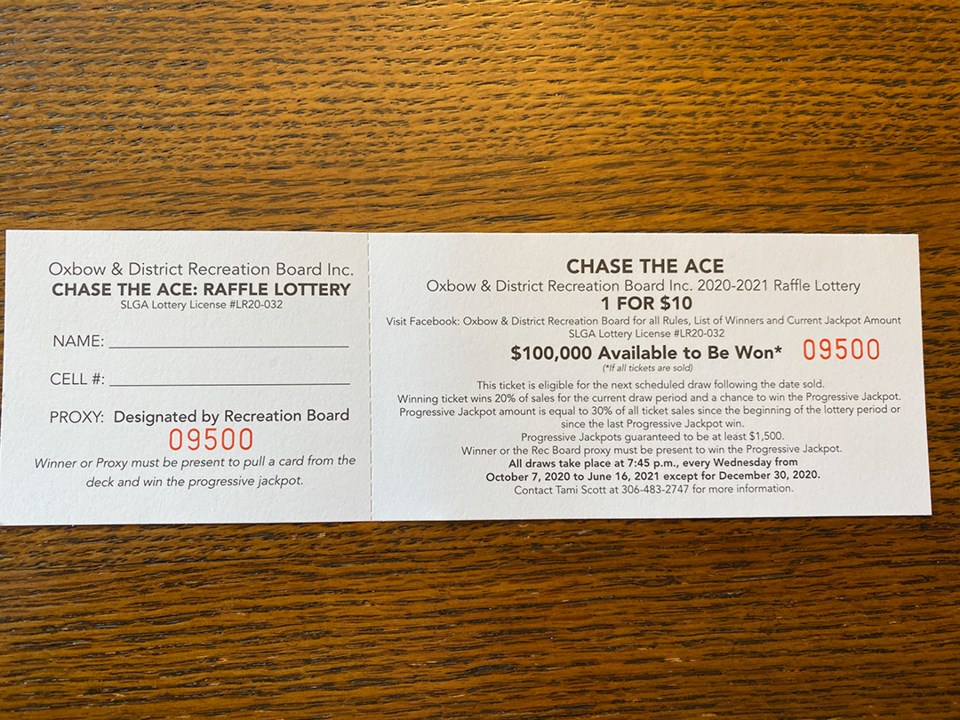 Oxbow & District Recreation Board Inc.
CHASE THE ACE: RAFFLE LOTTERY
SLGA Lottery License #LR20-032
NAME:
CELL #:
PROXY: Designated by Recreation Board
09500
Winner or Proxy must be present to pull a card from the
deck and win the progressive jackpot.
CHASE THE ACE
Oxbow & District Recreation Board Inc. 2020-2021 Raffle Lottery
1 FOR $10
Visit Facebook: Oxbow & District Recreation Board for all Rules, List of Winners and Current Jackpot Amount
SLGA Lottery License #LR20-032
$100,000 Available to Be Won* 09500
(*If all tickets are sold)
This ticket is eligible for the next scheduled draw following the date sold.
Winning ticket wins 20% of sales for the current draw period and a chance to win the Progressive Jackpot.
Progressive Jackpot amount is equal to 30% of all ticket sales since the beginning of the lottery period or
since the last Progressive Jackpot win.
Progressive Jackpots guaranteed to be at least $1,500.
Winner or the Rec Board proxy must be present to win the Progressive Jackpot.
All draws take place at 7:45 p.m., every Wednesday from
October 7, 2020 to June 16, 2021 except for December 30, 2020.
Contact Tami Scott at 306-483-2747 for more information.